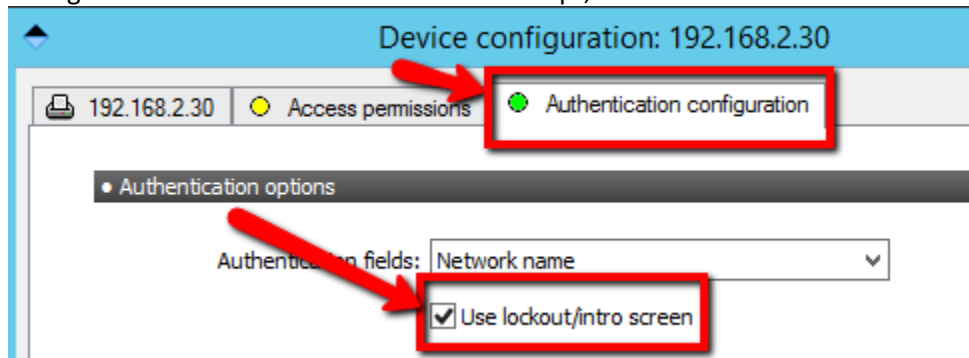 Device configuration: 192.168.2.30
192.168.2.30 Access permissions Authentication configuration
• Authentication options
Authentication fields: Network name
Use lockout/intro screen